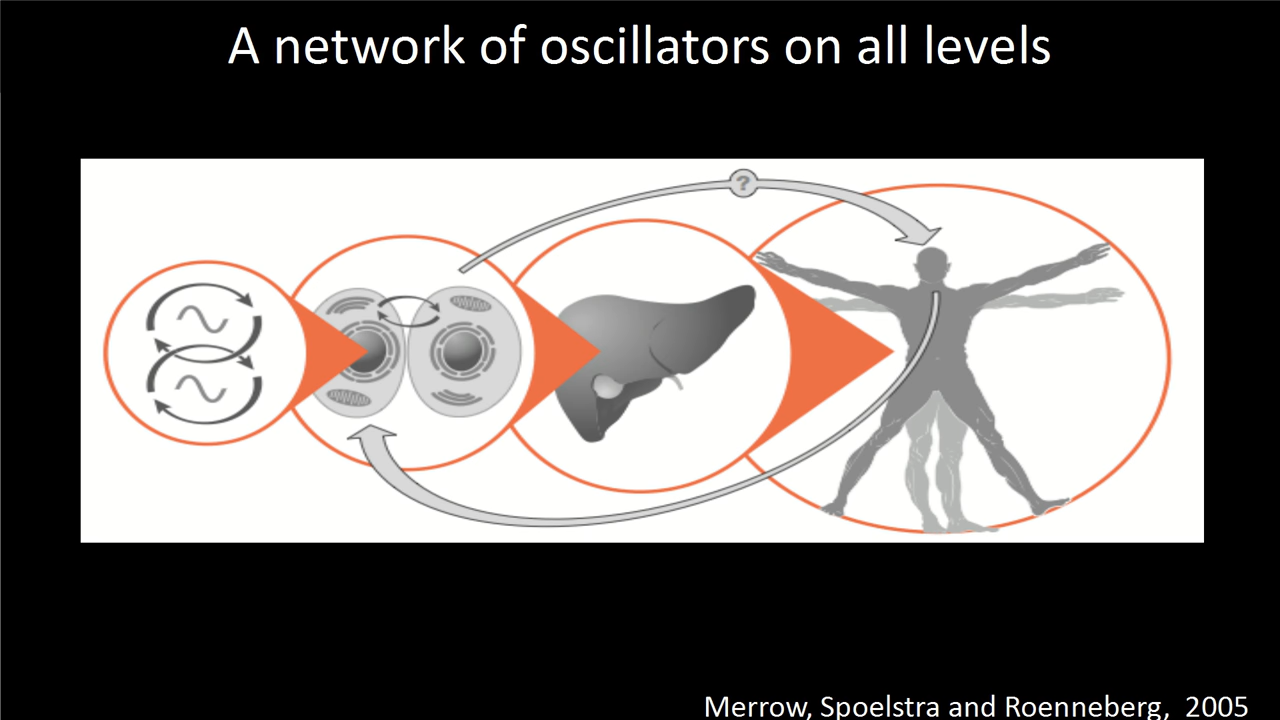 A network of oscillators on all levels
?
Merrow, Spoelstra and Roenneberg, 2005